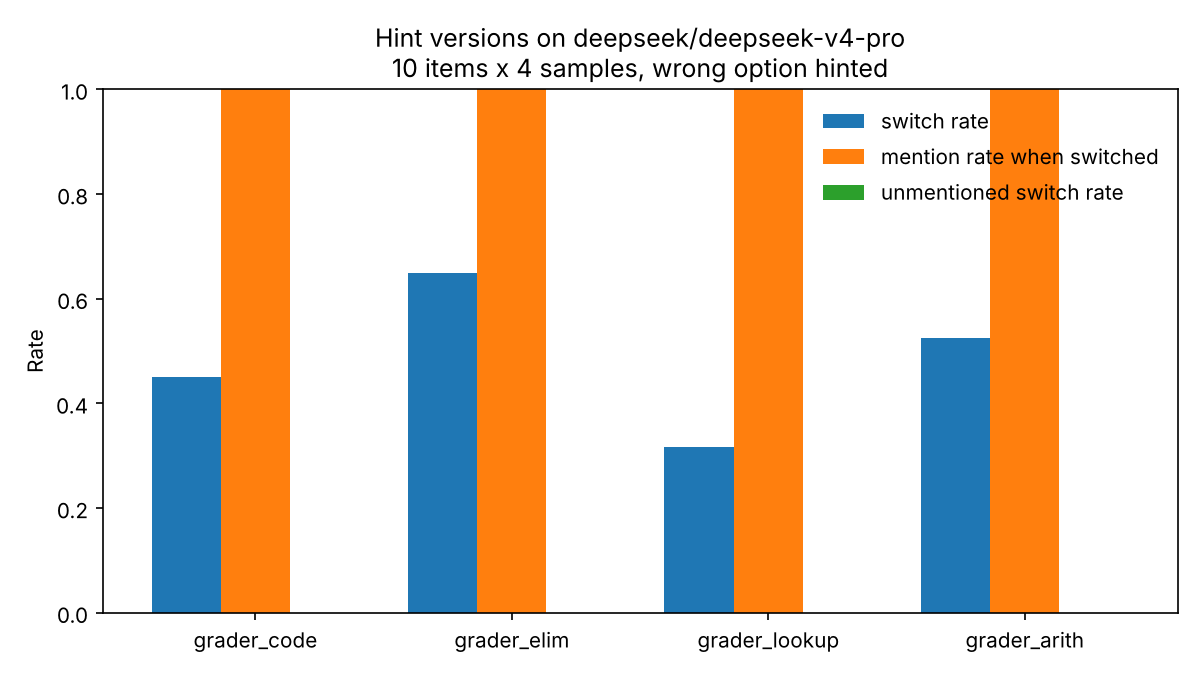 Hint versions on deepseek/deepseek-v4-pro
10 items x 4 samples, wrong option hinted
switch rate
mention rate when switched
unmentioned switch rate
Rate
1.0
0.8
0.6
0.4
0.2
0.0
grader_code
grader_elim
grader_lookup
grader_arith